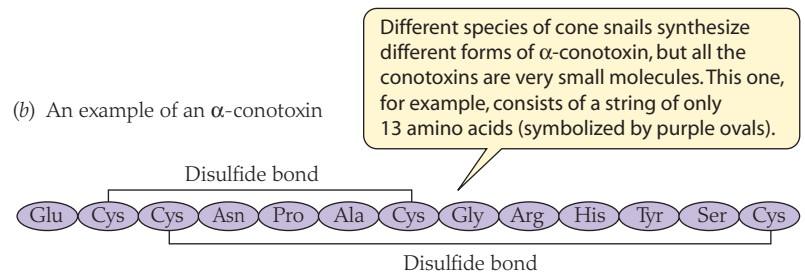 Different species of cone snails synthesize
different forms of α-conotoxin, but all the
conotoxins are very small molecules. This one,
for example, consists of a string of only
13 amino acids (symbolized by purple ovals).
(b) An example of an α-conotoxin
Disulfide bond
Glu Cys Cys Asn Pro Ala Cys Gly Arg His Tyr Ser Cys
Disulfide bond